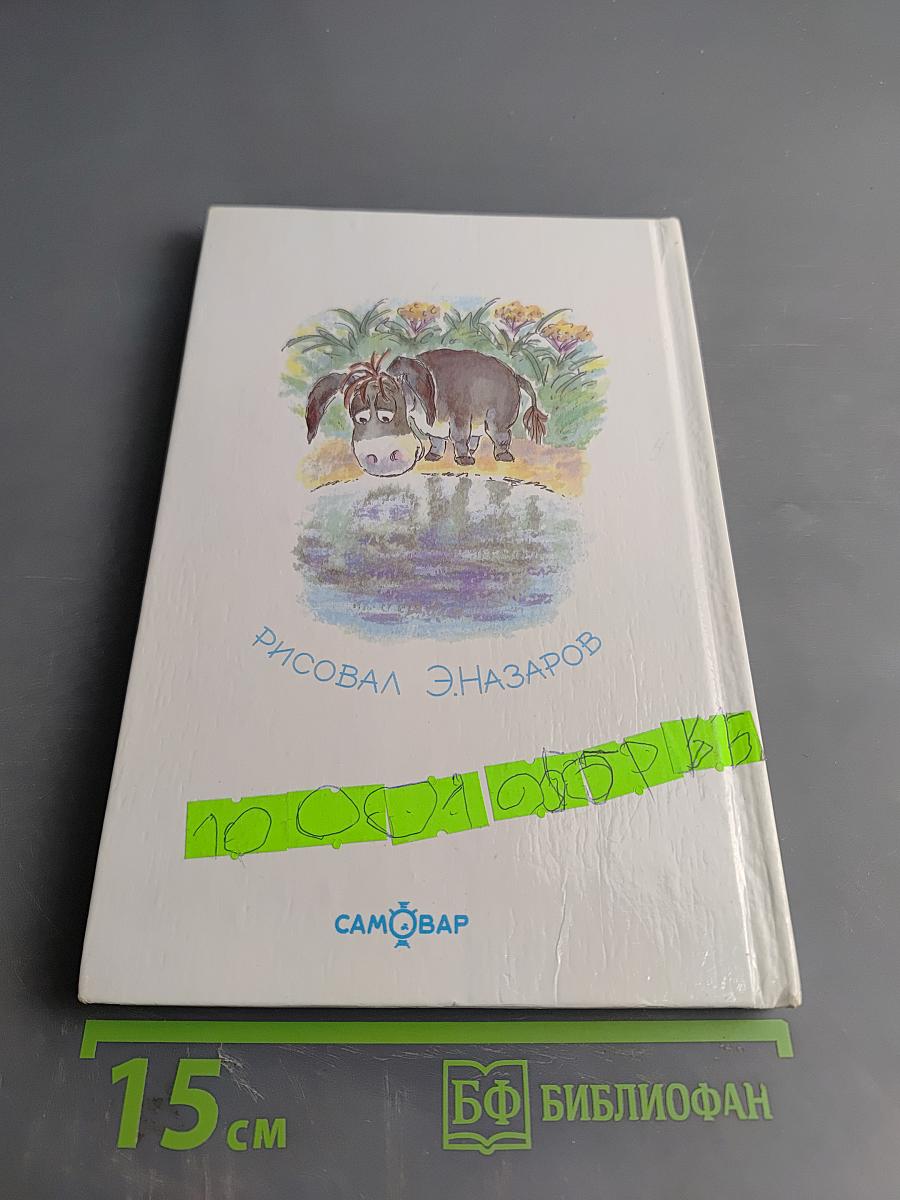 РИСОВАЛ Э.НАЗАРОВ
САМОВАР
15 см
БФ БИБЛИОФАН